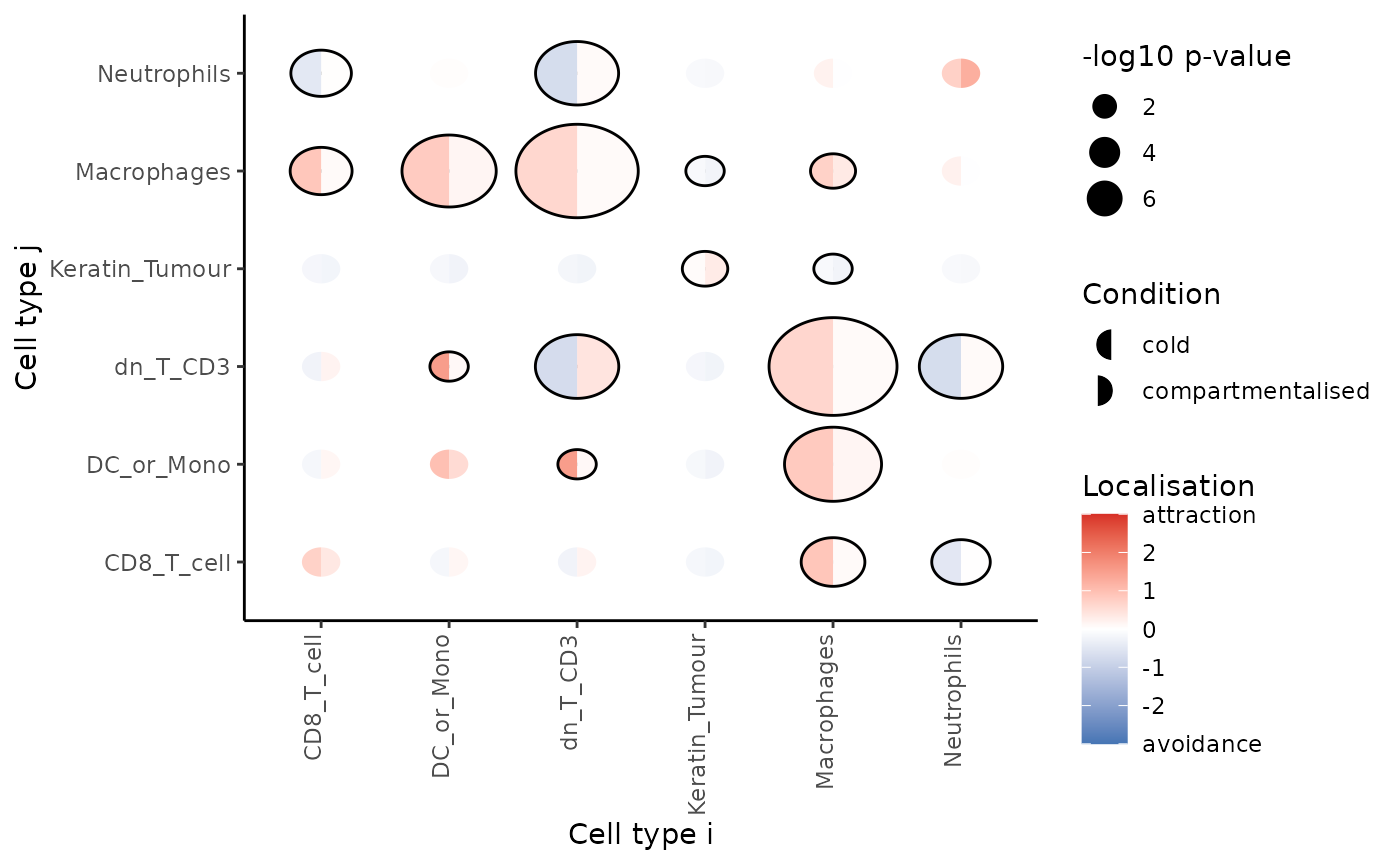 Neutrophils
Macrophages
Keratin_Tumour
dn_T_CD3
DC_or_Mono
CD8_T_cell
Cell type j
CD8_T_cell
DC_or_Mono
dn_T_CD3
Keratin_Tumour
Macrophages
Neutrophils
Cell type i
-log10 p-value
2
4
6
Condition
cold
compartmentalised
Localisation
attraction
2
1
0
-1
-2
avoidance